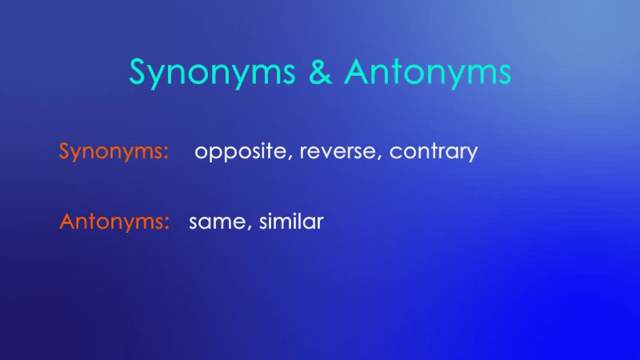 Synonyms & Antonyms
Synonyms: opposite, reverse, contrary
Antonyms: same, similar